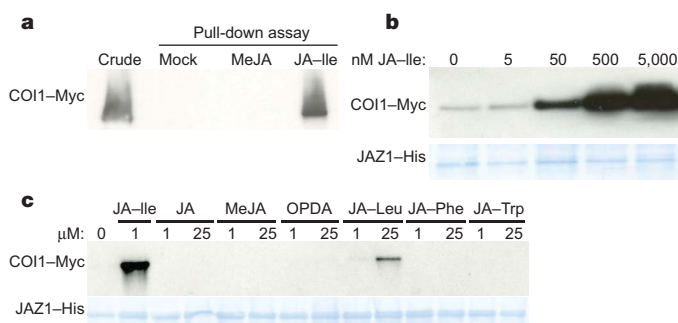 a
Pull-down assay
Crude Mock MeJA JA–Ile
COI1–Myc
b
nM JA–Ile: 0 5 50 500 5,000
COI1–Myc
JAZ1–His
c
JA–Ile JA MeJA OPDA JA–Leu JA–Phe JA–Trp
μM: 0 1 1 25 1 25 1 25 1 25 1 25 1 25
COI1–Myc
JAZ1–His